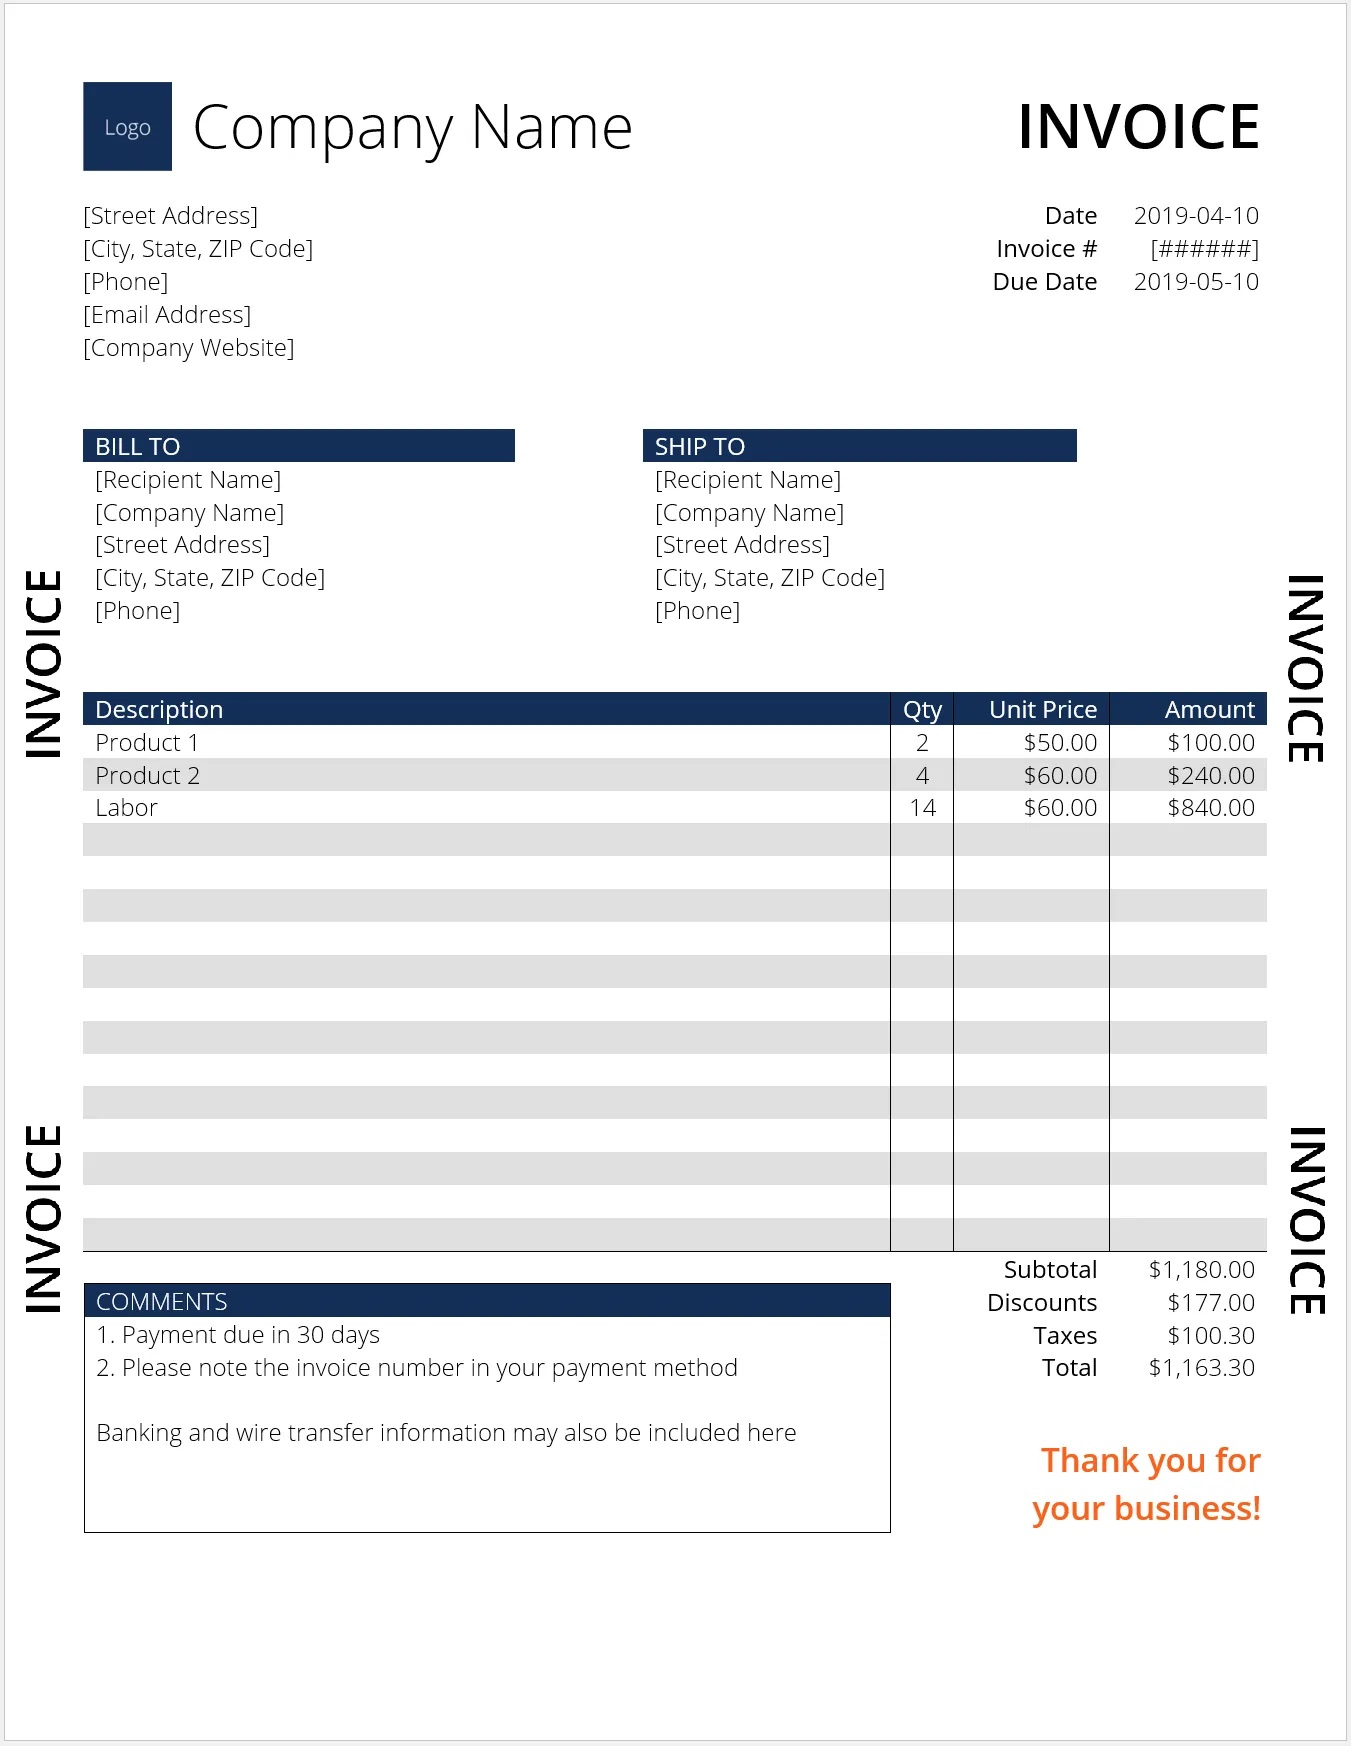 Logo
Company Name
INVOICE
[Street Address]
[City, State, ZIP Code]
[Phone]
[Email Address]
[Company Website]
Date 2019-04-10
Invoice # [######]
Due Date 2019-05-10
BILL TO
[Recipient Name]
[Company Name]
[Street Address]
[City, State, ZIP Code]
[Phone]
SHIP TO
[Recipient Name]
[Company Name]
[Street Address]
[City, State, ZIP Code]
[Phone]
INVOICE
INVOICE
Description Qty Unit Price Amount
Product 1 2 $50.00 $100.00
Product 2 4 $60.00 $240.00
Labor 14 $60.00 $840.00
INVOICE
INVOICE
Subtotal $1,180.00
Discounts $177.00
Taxes $100.30
Total $1,163.30
COMMENTS
1. Payment due in 30 days
2. Please note the invoice number in your payment method
Banking and wire transfer information may also be included here
Thank you for
your business!